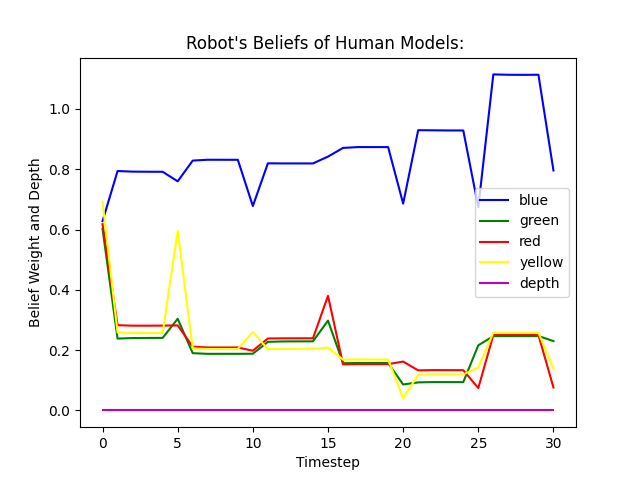 Robot's Beliefs of Human Models:
Belief Weight and Depth
1.0
0.8
0.6
0.4
0.2
0.0
blue
green
red
yellow
depth
0 5 10 15 20 25 30
Timestep